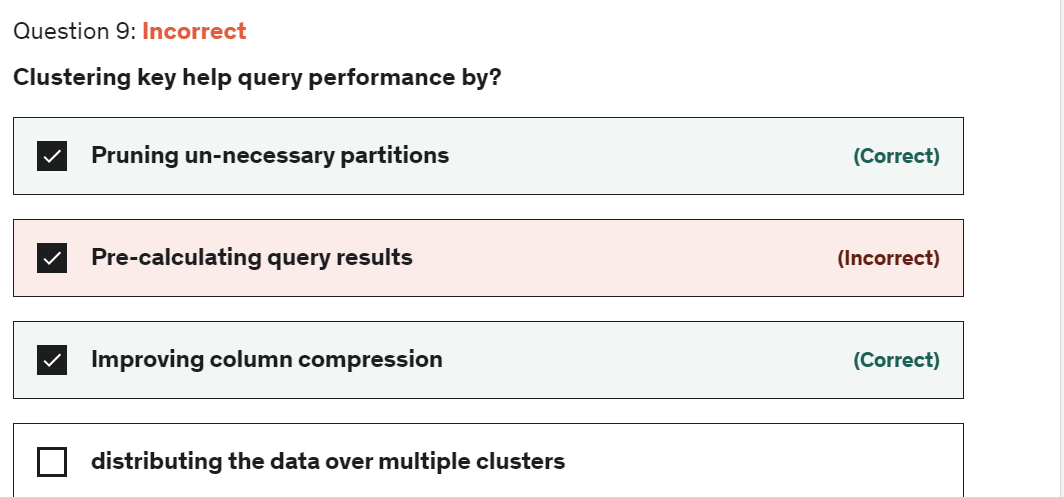 Question 9: Incorrect
Clustering key help query performance by?
Pruning un-necessary partitions (Correct)
Pre-calculating query results (Incorrect)
Improving column compression (Correct)
distributing the data over multiple clusters